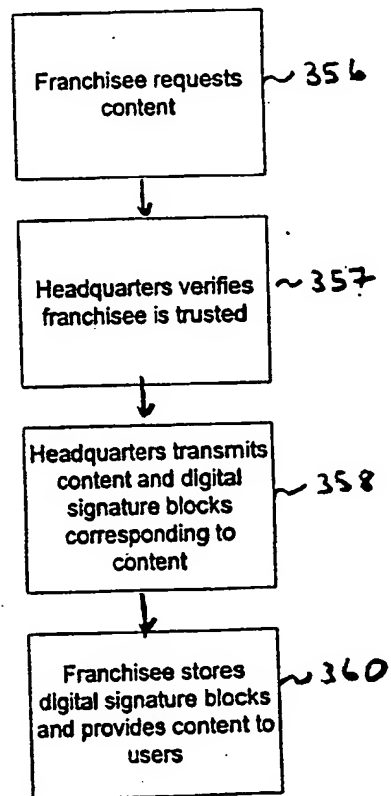 Franchisee requests
content
356
Headquarters verifies
franchisee is trusted
357
Headquarters transmits
content and digital
signature blocks
corresponding to
content
358
Franchisee stores
digital signature blocks
and provides content to
users
360